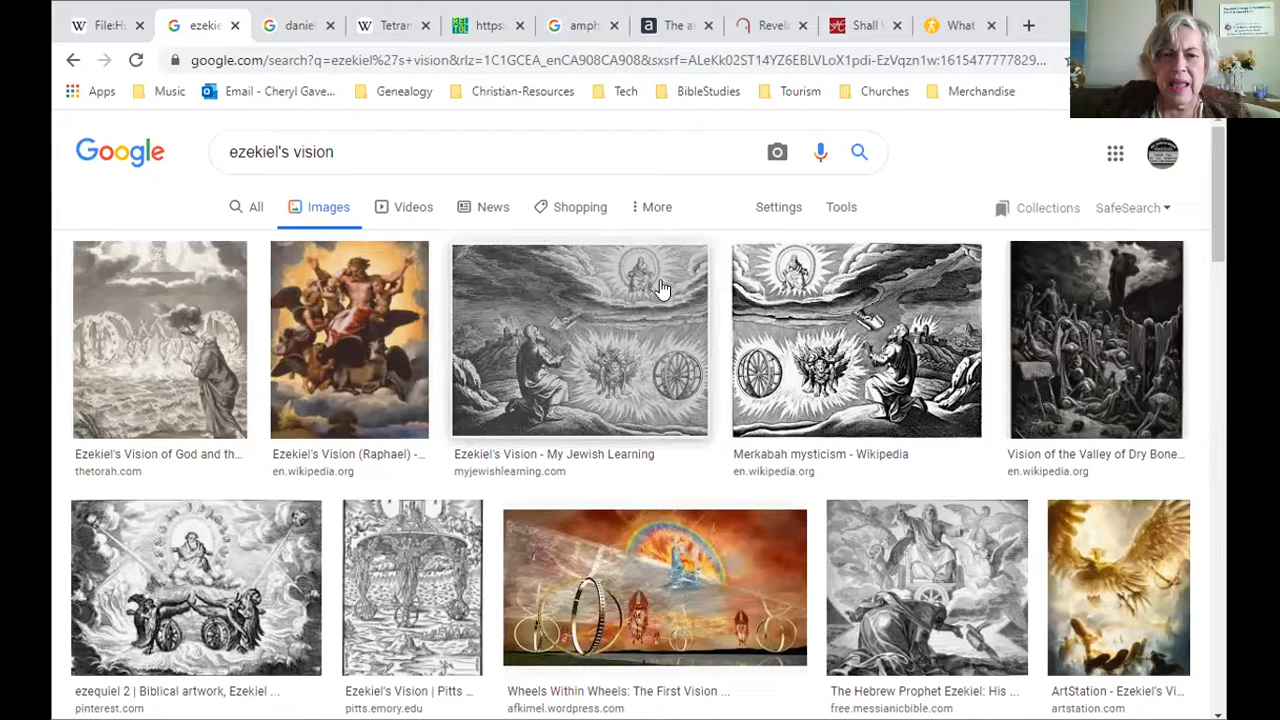 File:H
ezekie
daniel
Tetran
https:
amph
The ar
Revela
Shall
What
google.com/search?q=ezekiel%27s+vision&rlz=1C1GCEA_enCA908CA908&sxsrf=ALeKk02ST14YZ6EBLVLoX1pdi-EzVqzn1w:1615477777829...
Apps Music Email - Cheryl Gave... Genealogy Christian-Resources Tech BibleStudies Tourism Churches Merchandise
Google
ezekiel's vision
All Images Videos News Shopping More Settings Tools Collections SafeSearch
Ezekiel's Vision of God and th...
thetorah.com
Ezekiel's Vision (Raphael) -...
en.wikipedia.org
Ezekiel's Vision - My Jewish Learning
myjewishlearning.com
Merkabah mysticism - Wikipedia
en.wikipedia.org
Vision of the Valley of Dry Bone...
en.wikipedia.org
ezequiel 2 | Biblical artwork, Ezekiel ...
pinterest.com
Ezekiel's Vision | Pitts ...
pitts.emory.edu
Wheels Within Wheels: The First Vision ...
afkimel.wordpress.com
The Hebrew Prophet Ezekiel: His ...
free.messianicbible.com
ArtStation - Ezekiel's Vi...
artstation.com